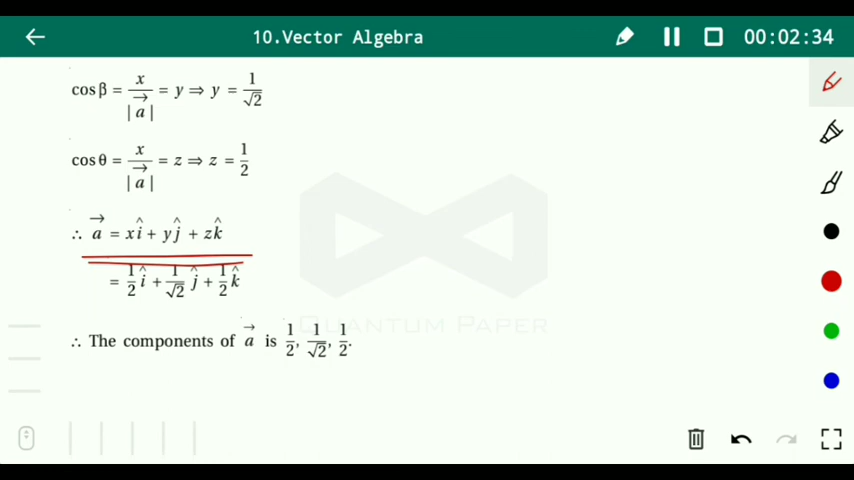 10.Vector Algebra
00:02:34
cos β = x / |a⃗| = y ⇒ y = 1/√2
cos θ = x / |a⃗| = z ⇒ z = 1/2
∴ a⃗ = xî + yĵ + zk̂
= 1/2 î + 1/√2 ĵ + 1/2 k̂
QUANTUM PAPER
∴ The components of a⃗ is 1/2, 1/√2, 1/2.